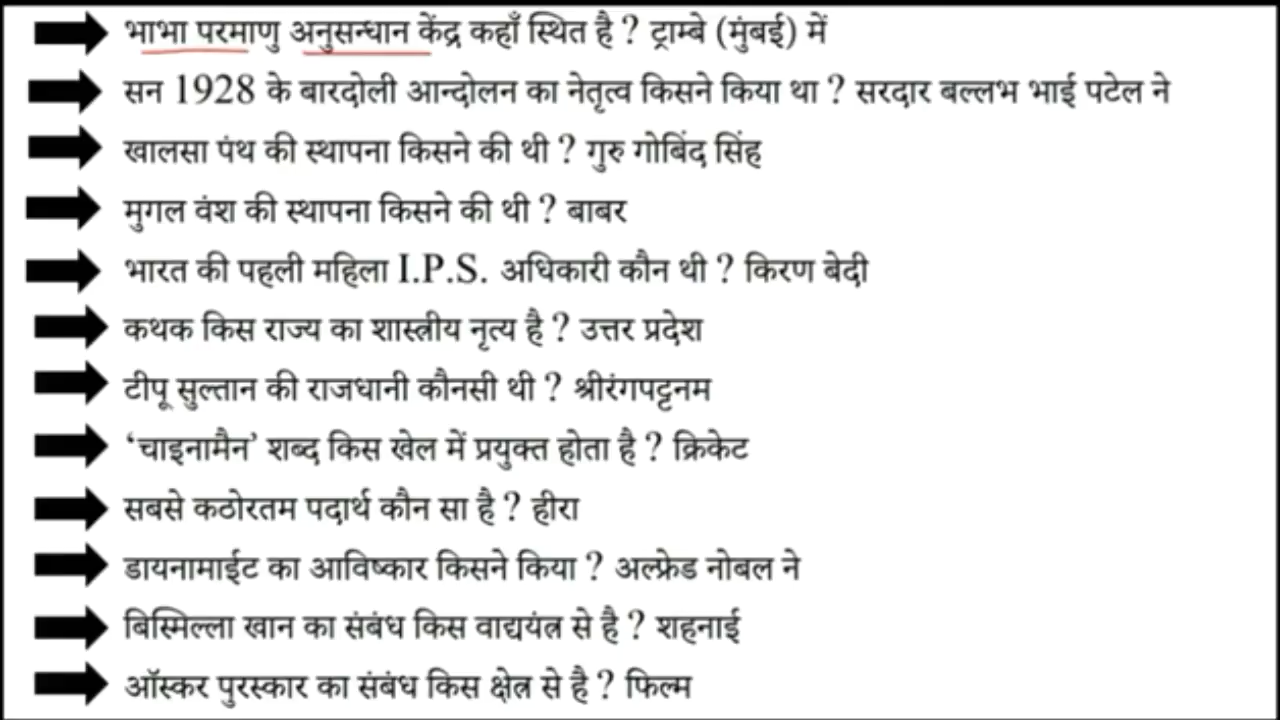 भाभा परमाणु अनुसन्धान केंद्र कहाँ स्थित है ? ट्राम्बे (मुंबई) में
सन 1928 के बारदोली आन्दोलन का नेतृत्व किसने किया था ? सरदार बल्लभ भाई पटेल ने
खालसा पंथ की स्थापना किसने की थी ? गुरु गोबिंद सिंह
मुगल वंश की स्थापना किसने की थी ? बाबर
भारत की पहली महिला I.P.S. अधिकारी कौन थी ? किरण बेदी
कथक किस राज्य का शास्त्रीय नृत्य है ? उत्तर प्रदेश
टीपू सुल्तान की राजधानी कौनसी थी ? श्रीरंगपट्टनम
‘चाइनामैन’ शब्द किस खेल में प्रयुक्त होता है ? क्रिकेट
सबसे कठोरतम पदार्थ कौन सा है ? हीरा
डायनामाईट का आविष्कार किसने किया ? अल्फ्रेड नोबल ने
बिस्मिल्ला खान का संबंध किस वाद्ययंत्र से है ? शहनाई
ऑस्कर पुरस्कार का संबंध किस क्षेत्र से है ? फिल्म